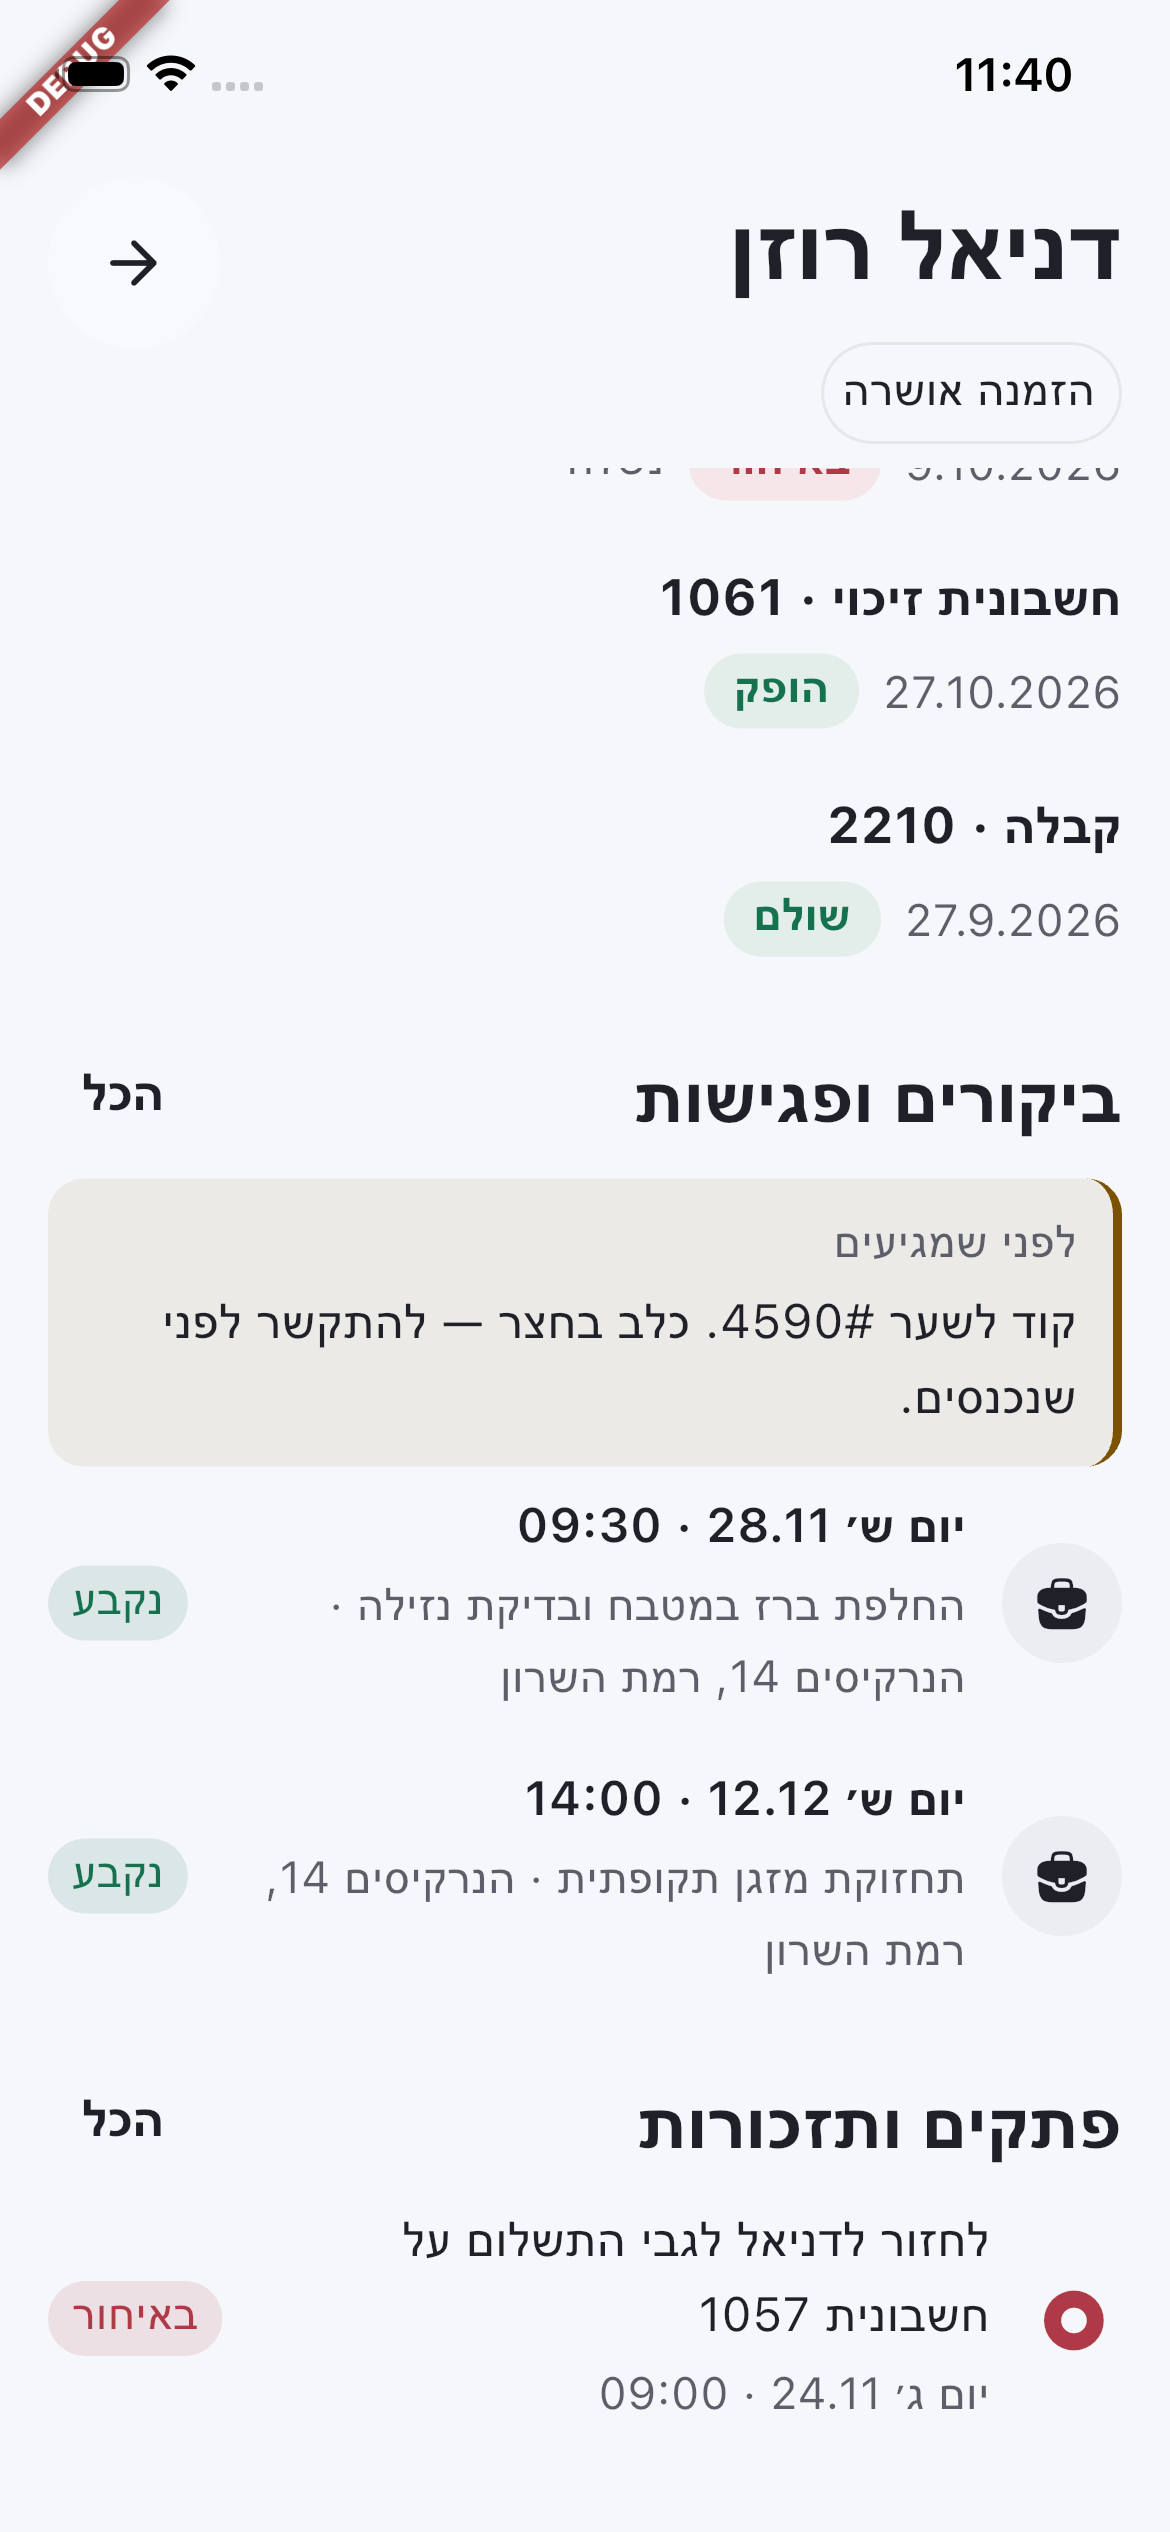 11:40
DEBUG
דניאל רוזן
הזמנה אושרה
9.10.2026 באיחור
חשבונית זיכוי · 1061
27.10.2026 הופק
קבלה · 2210
27.9.2026 שולם
ביקורים ופגישות הכל
לפני שמגיעים
קוד לשער #4590. כלב בחצר — להתקשר לפני
שנכנסים.
יום ש׳ 28.11 · 09:30
החלפת ברז במטבח ובדיקת נזילה ·
הנרקיסים 14, רמת השרון
נקבע
יום ש׳ 12.12 · 14:00
תחזוקת מזגן תקופתית · הנרקיסים 14,
רמת השרון
נקבע
פתקים ותזכורות הכל
לחזור לדניאל לגבי התשלום על
חשבונית 1057
יום ג׳ 24.11 · 09:00
באיחור